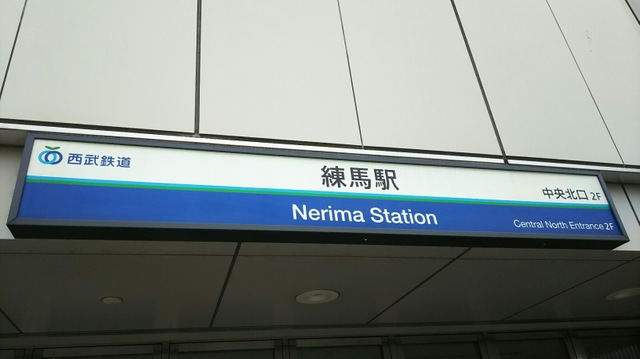 西武鉄道
練馬駅
中央北口 2F
Nerima Station
Central North Entrance 2F